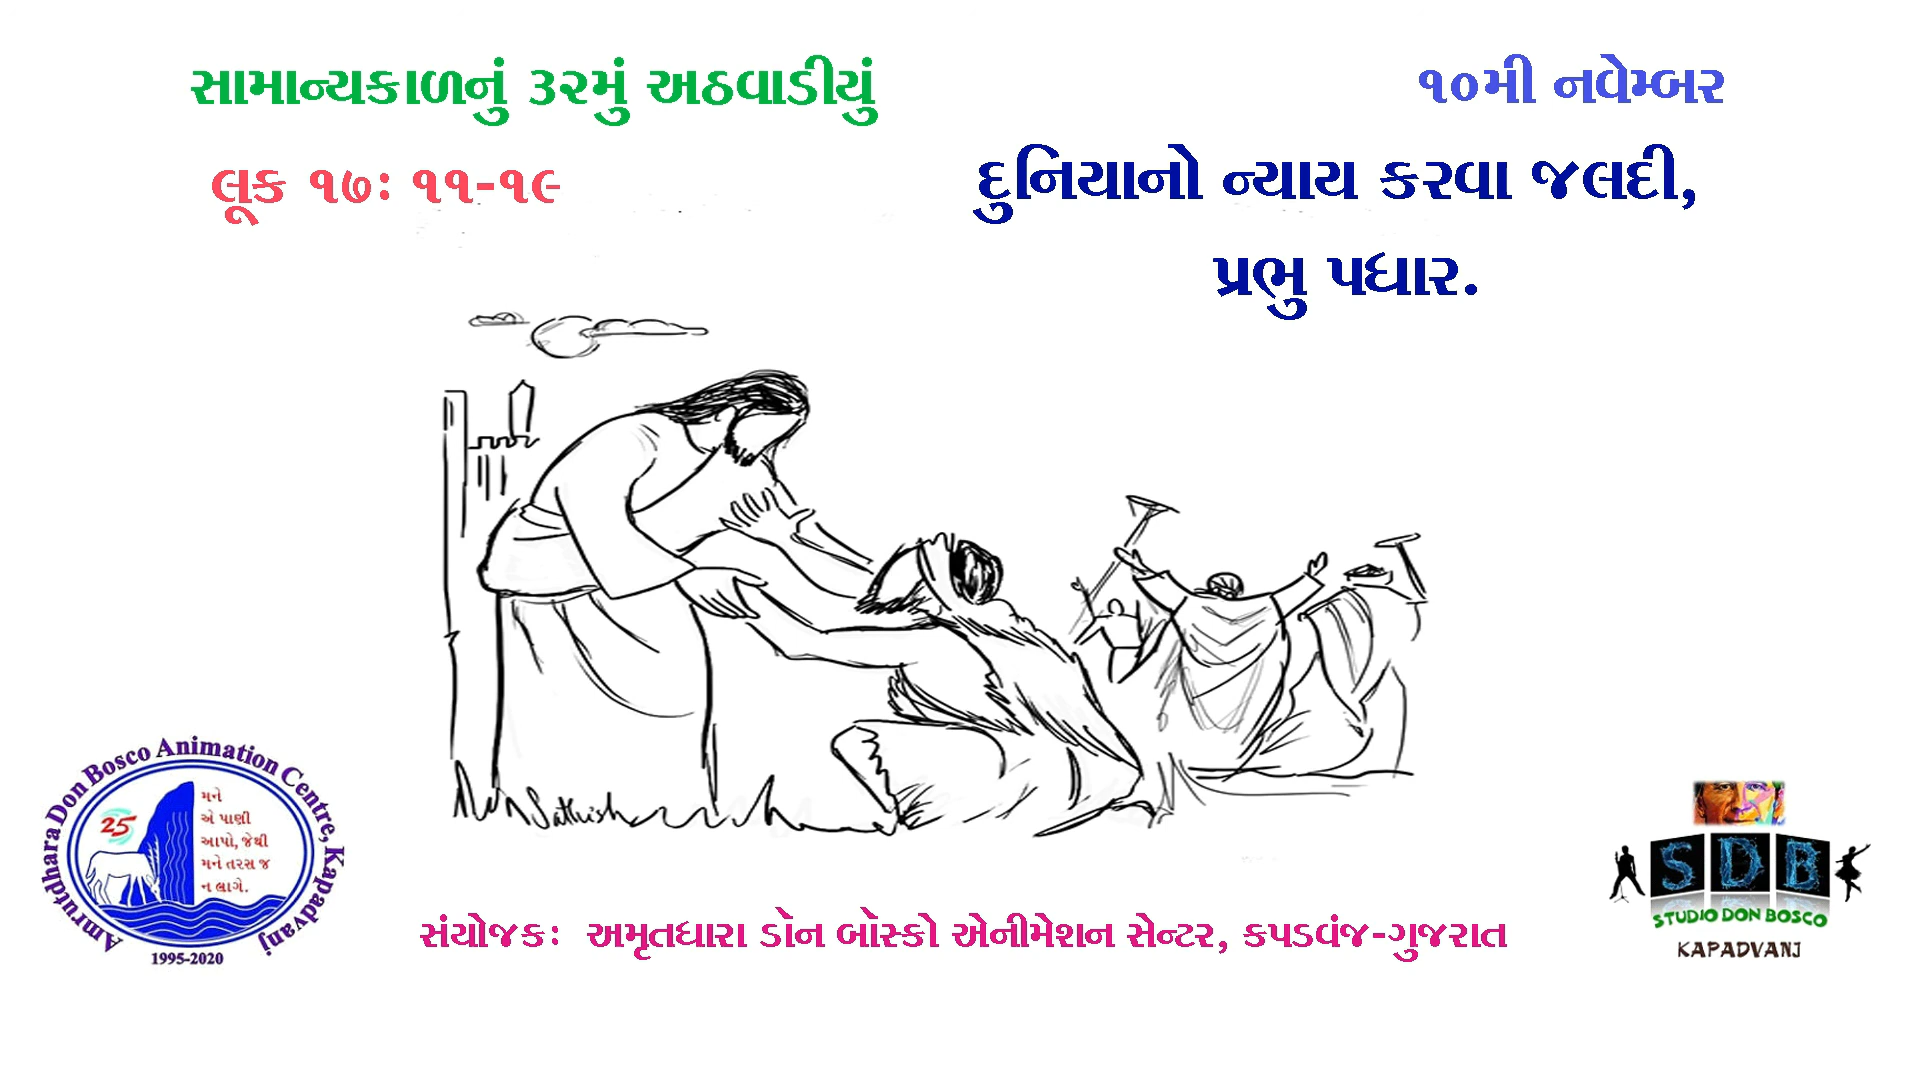 સામાન્યકાળનું ૩૨મું અઠવાડીયું
૧૦મી નવેમ્બર
લૂક ૧૭: ૧૧-૧૯
દુનિયાનો ન્યાય કરવા જલદી,
પ્રભુ પધાર.
Sathish
Amrutdhara Don Bosco Animation Centre, Kapadvanj
25
મને
એ પાણી
આપો, જેથી
મને તરસ જ
ન લાગે.
1995-2020
SDB
STUDIO DON BOSCO
KAPADVANJ
સંયોજક: અમૃતધારા ડૉન બૉસ્કો એનીમેશન સેન્ટર, કપડવંજ-ગુજરાત